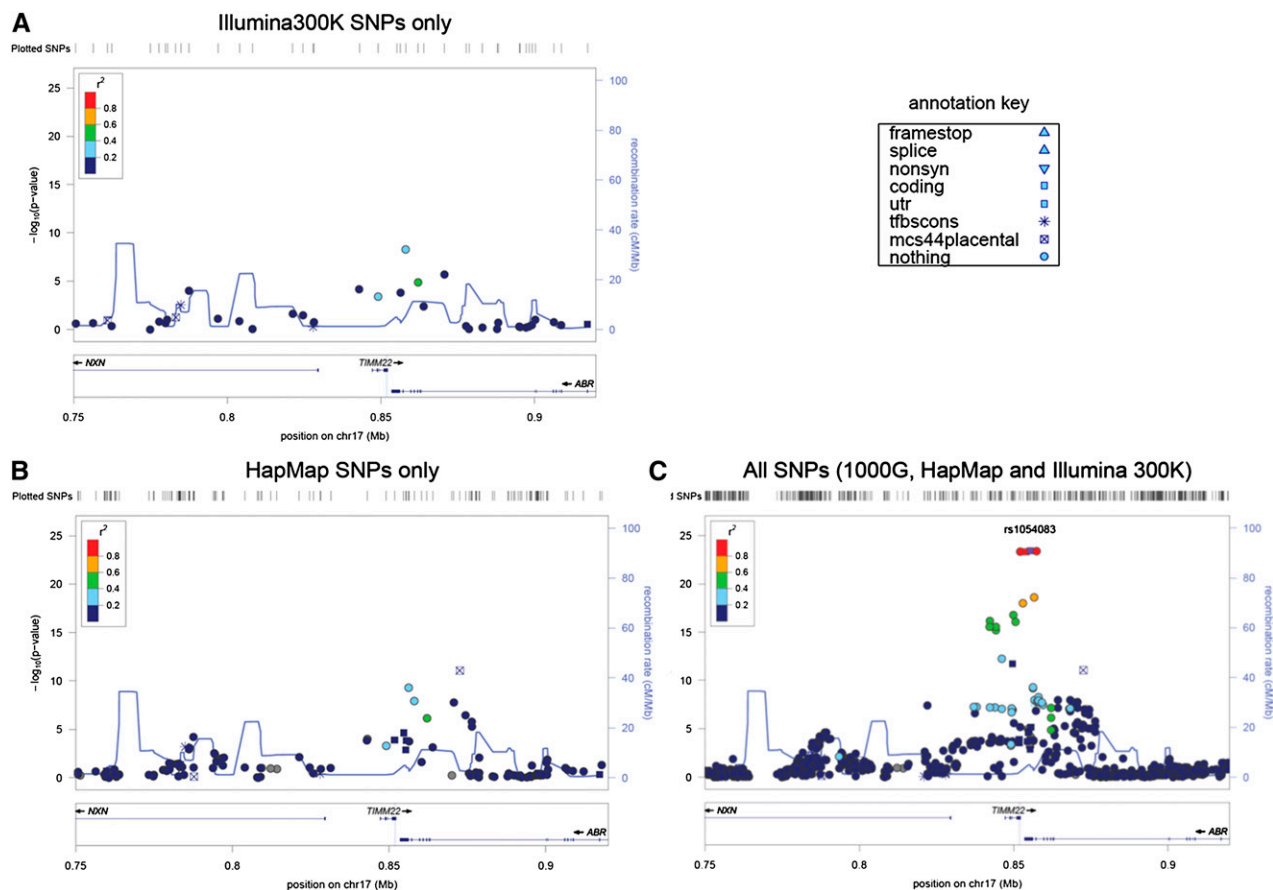 A
Illumina300K SNPs only
Plotted SNPs
r2
0.8
0.6
0.4
0.2
25
20
15
10
5
0
−log10(p-value)
100
80
60
40
20
0
recombination rate (cM/Mb)
← NXN
TIMM22 →
← ABR
0.75
0.8
0.85
0.9
position on chr17 (Mb)
annotation key
framestop
splice
nonsyn
coding
utr
tfbscons
mcs44placental
nothing
B
HapMap SNPs only
Plotted SNPs
r2
0.8
0.6
0.4
0.2
25
20
15
10
5
0
−log10(p-value)
100
80
60
40
20
0
recombination rate (cM/Mb)
← NXN
TIMM22 →
← ABR
0.75
0.8
0.85
0.9
position on chr17 (Mb)
C
All SNPs (1000G, HapMap and Illumina 300K)
d SNPs
rs1054083
r2
0.8
0.6
0.4
0.2
25
20
15
10
5
0
100
80
60
40
20
0
recombination rate (cM/Mb)
← NXN
TIMM22 →
← ABR
0.75
0.8
0.85
0.9
position on chr17 (Mb)